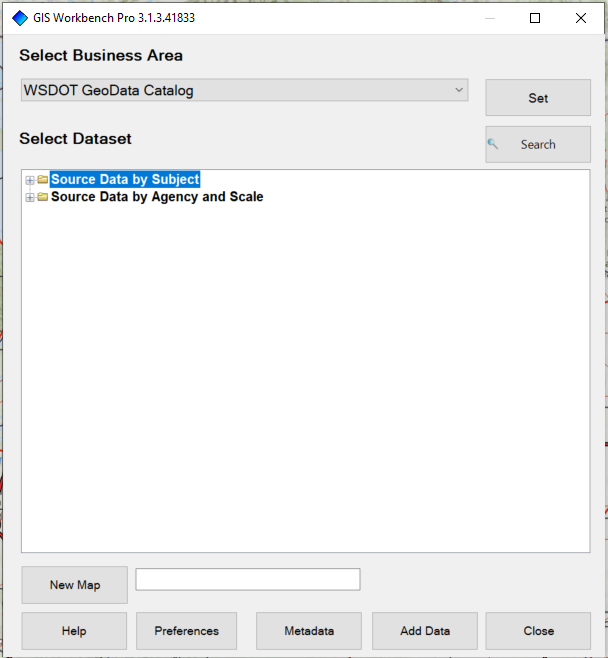 GIS Workbench Pro 3.1.3.41833
Select Business Area
WSDOT GeoData Catalog
Set
Select Dataset
Search
Source Data by Subject
Source Data by Agency and Scale
New Map
Help
Preferences
Metadata
Add Data
Close